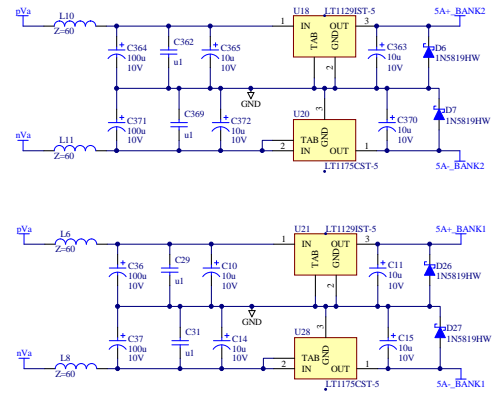 pVa
L10
Z=60
C364
100u
10V
C362
u1
C365
10u
10V
U18
LT1129IST-5
1
IN
OUT
3
TAB
GND
2
C363
10u
10V
5A+_BANK2
D6
1N5819HW
GND
nVa
L11
Z=60
C371
100u
10V
C369
u1
C372
10u
10V
U20
3
TAB
GND
2
IN
OUT
1
LT1175CST-5
C370
10u
10V
D7
1N5819HW
5A-_BANK2
pVa
L6
Z=60
C36
100u
10V
C29
u1
C10
10u
10V
U21
LT1129IST-5
1
IN
OUT
3
TAB
GND
2
C11
10u
10V
5A+_BANK1
D26
1N5819HW
GND
nVa
L8
Z=60
C37
100u
10V
C31
u1
C14
10u
10V
U28
3
TAB
GND
2
IN
OUT
1
LT1175CST-5
C15
10u
10V
D27
1N5819HW
5A-_BANK1